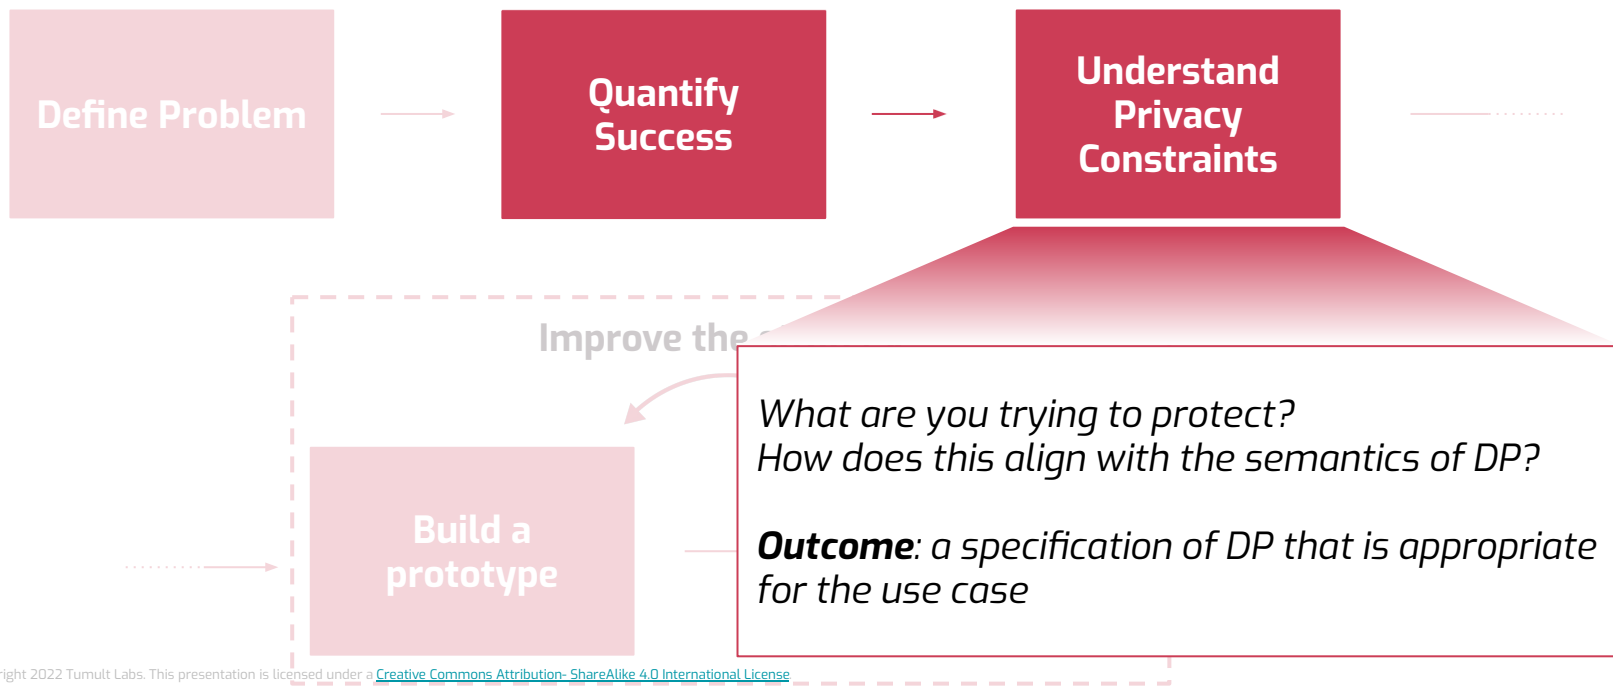 Define Problem
Quantify
Success
Understand
Privacy
Constraints
Improve the
What are you trying to protect?
How does this align with the semantics of DP?
Outcome: a specification of DP that is appropriate
for the use case
Build a
prototype
right 2022 Tumult Labs. This presentation is licensed under a Creative Commons Attribution- ShareAlike 4.0 International License